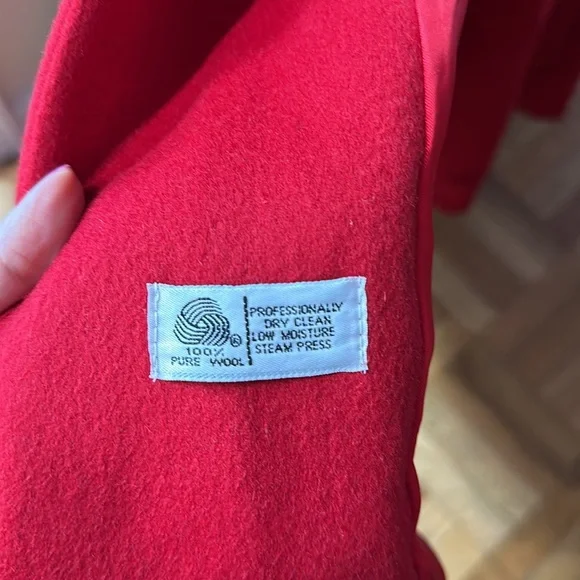 ®
100%
PURE WOOL
PROFESSIONALLY
DRY CLEAN
LOW MOISTURE
STEAM PRESS